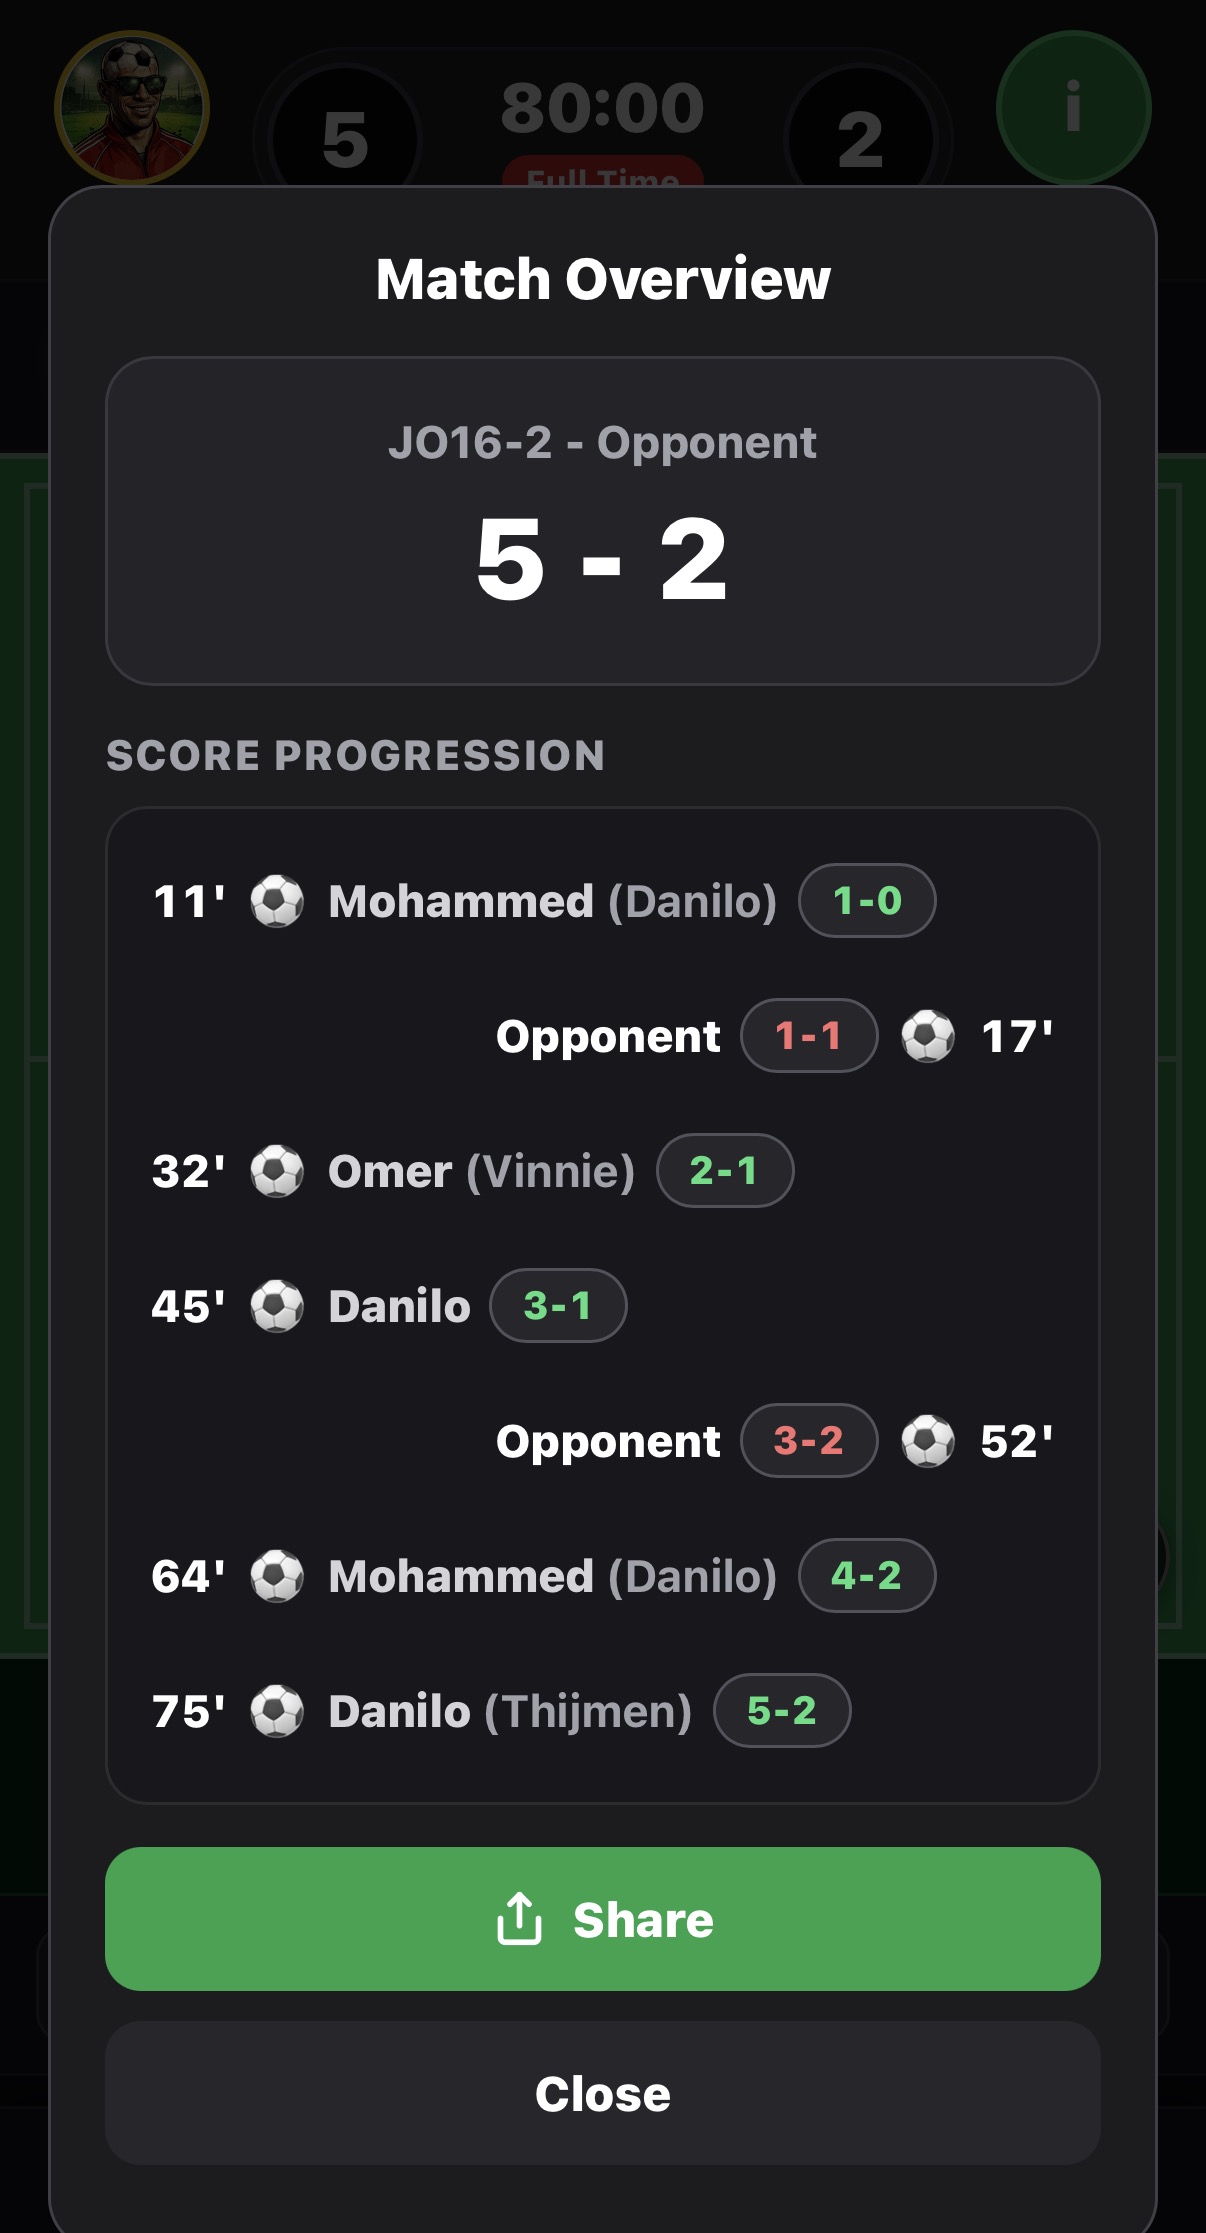 5
80:00
2
i
Full Time
Match Overview
JO16-2 - Opponent
5 - 2
SCORE PROGRESSION
11' Mohammed (Danilo) 1-0
Opponent 1-1 17'
32' Omer (Vinnie) 2-1
45' Danilo 3-1
Opponent 3-2 52'
64' Mohammed (Danilo) 4-2
75' Danilo (Thijmen) 5-2
Share
Close